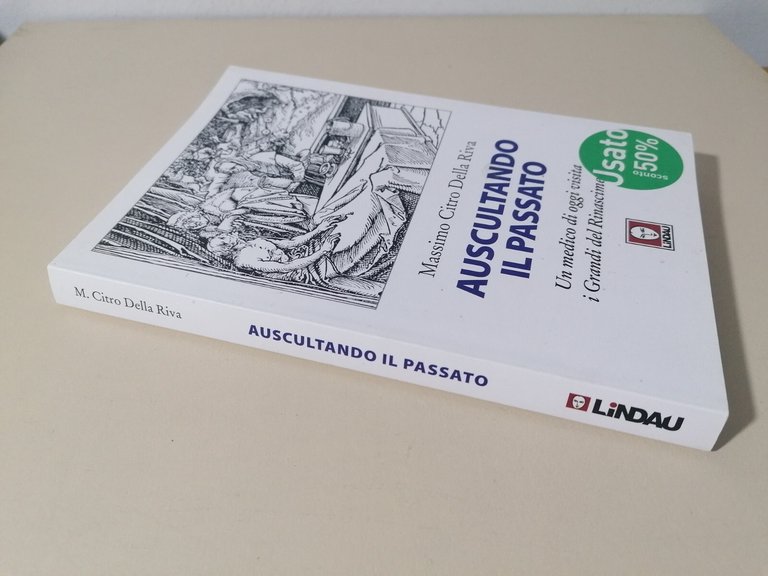 Massimo Citro Della Riva
AUSCULTANDO
IL PASSATO
Un medico di oggi visita
i Grandi del Rinascime
Usato
sconto 50%
LINDAU
M. Citro Della Riva
AUSCULTANDO IL PASSATO
LiNDAU